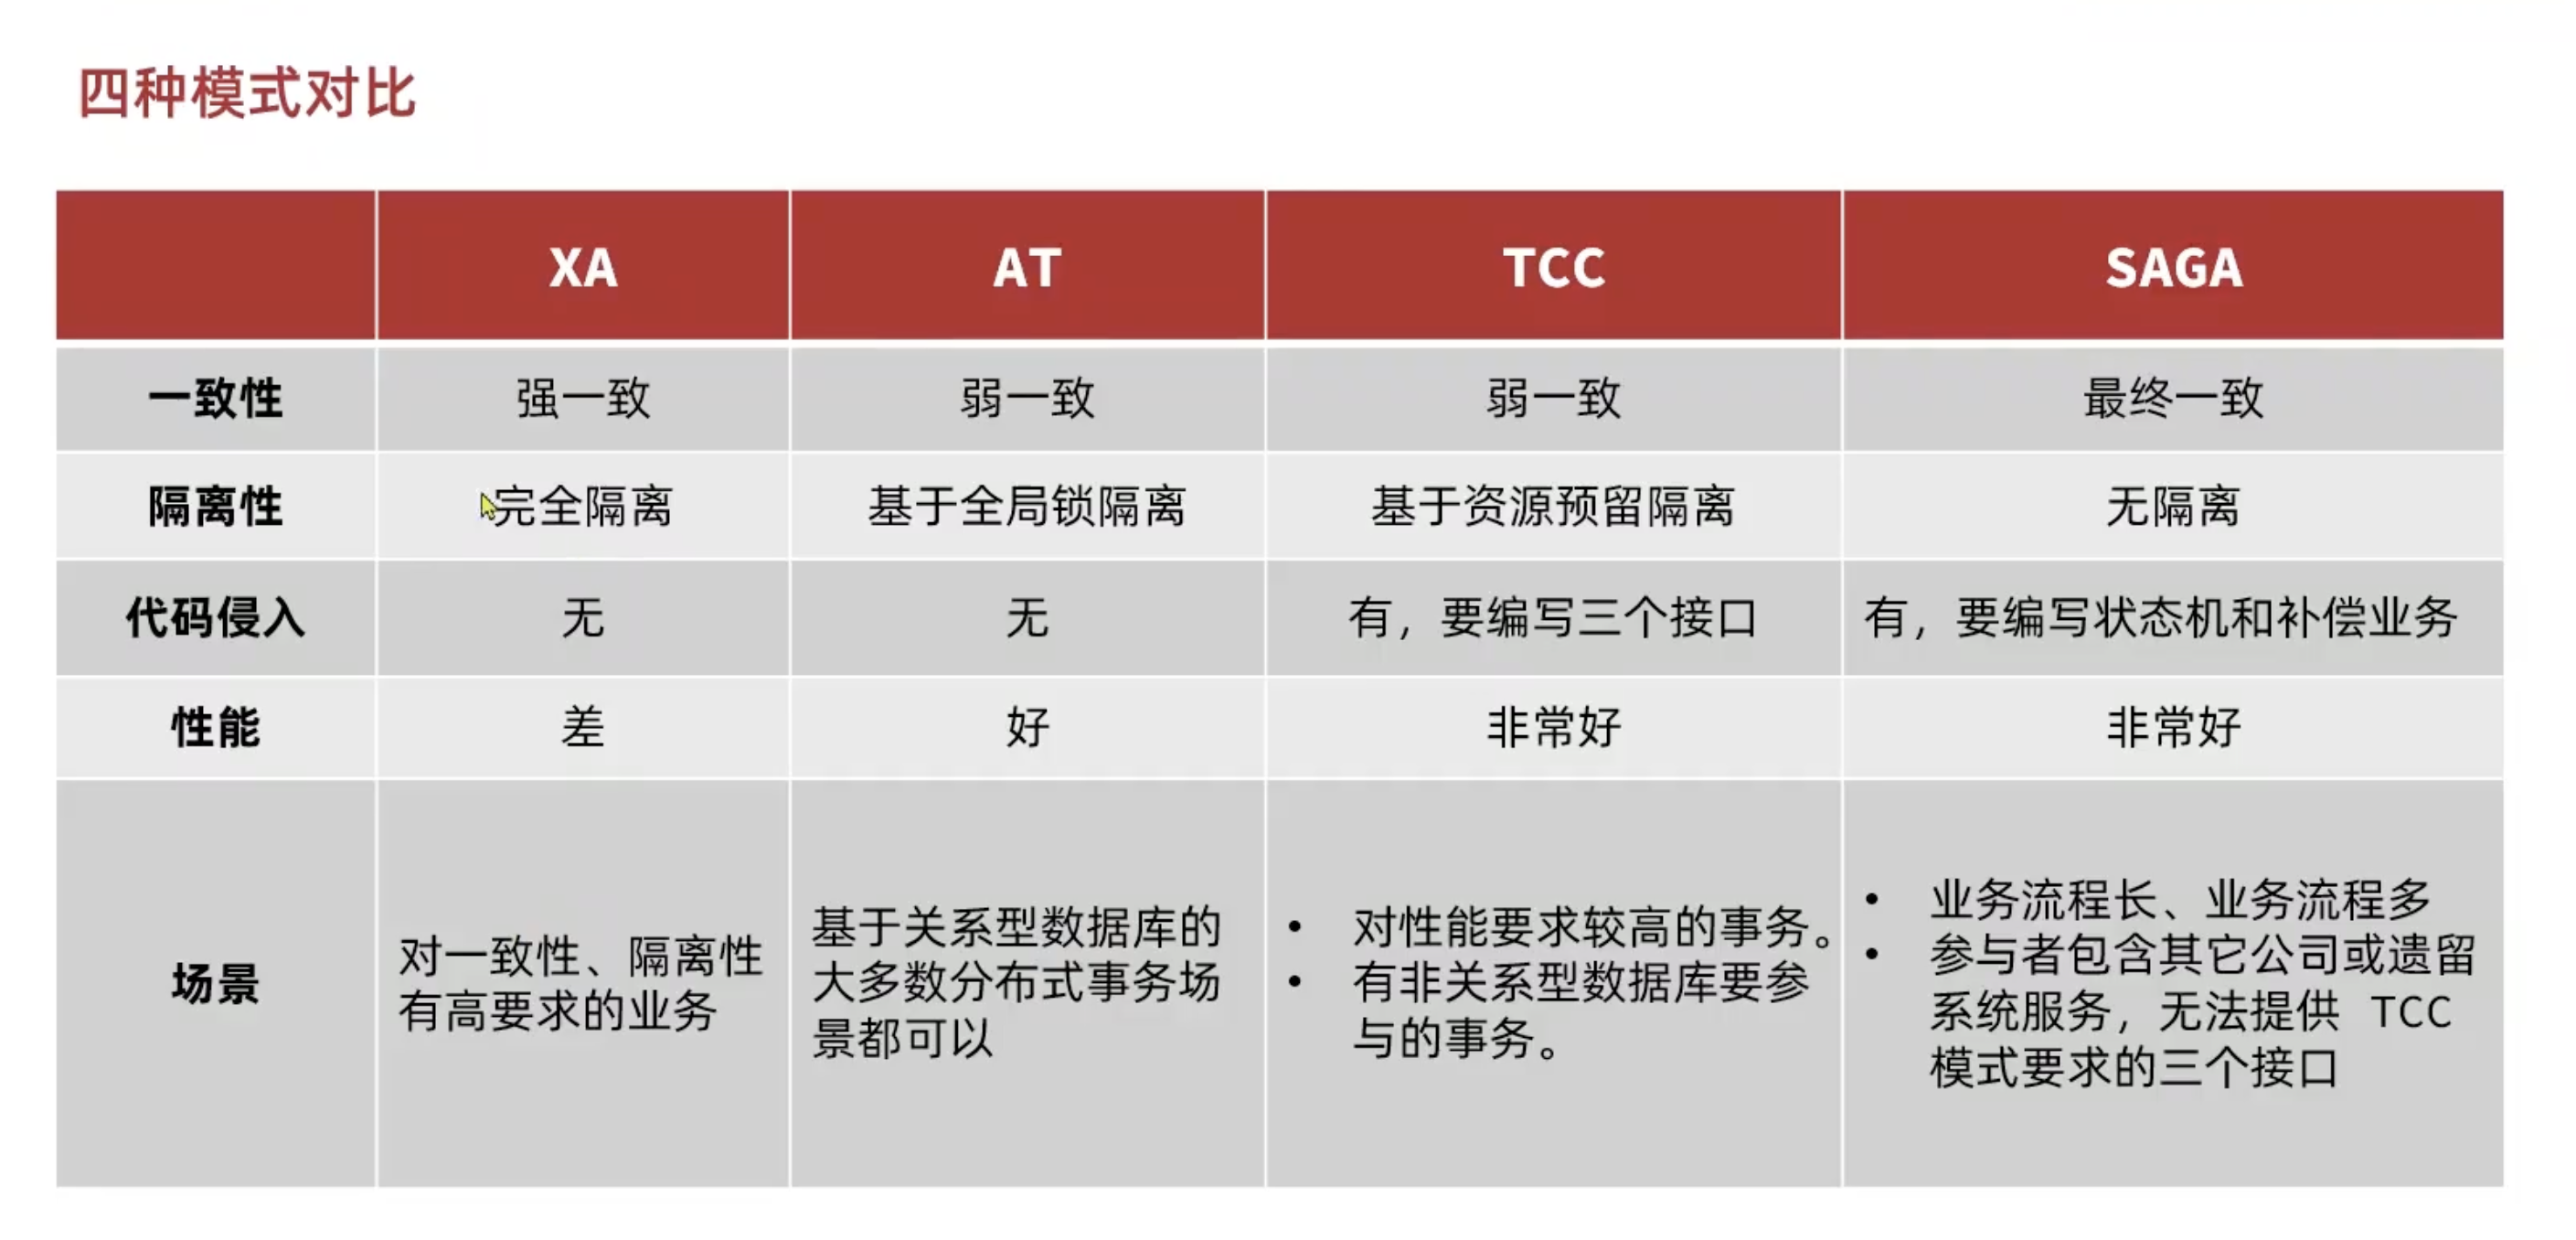 四种模式对比
XA AT TCC SAGA
一致性 强一致 弱一致 弱一致 最终一致
隔离性 完全隔离 基于全局锁隔离 基于资源预留隔离 无隔离
代码侵入 无 无 有，要编写三个接口 有，要编写状态机和补偿业务
性能 差 好 非常好 非常好
场景
对一致性、隔离性
有高要求的业务
基于关系型数据库的
大多数分布式事务场
景都可以
• 对性能要求较高的事务。
• 有非关系型数据库要参
与的事务。
• 业务流程长、业务流程多
• 参与者包含其它公司或遗留
系统服务，无法提供 TCC
模式要求的三个接口